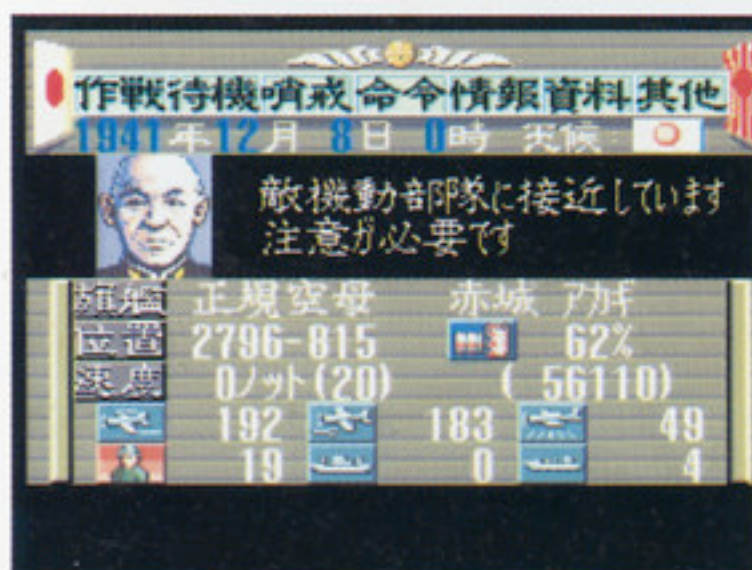 作戦待機哨戒命令情報資料其他
1941年12月8日0時 天候:
敵機動部隊に接近しています
注意が必要です
旗艦 正規空母 赤城 アカギ
位置 2796-815 62%
速度 0ノット(20) ( 56110)
192 183 49
19 0 4